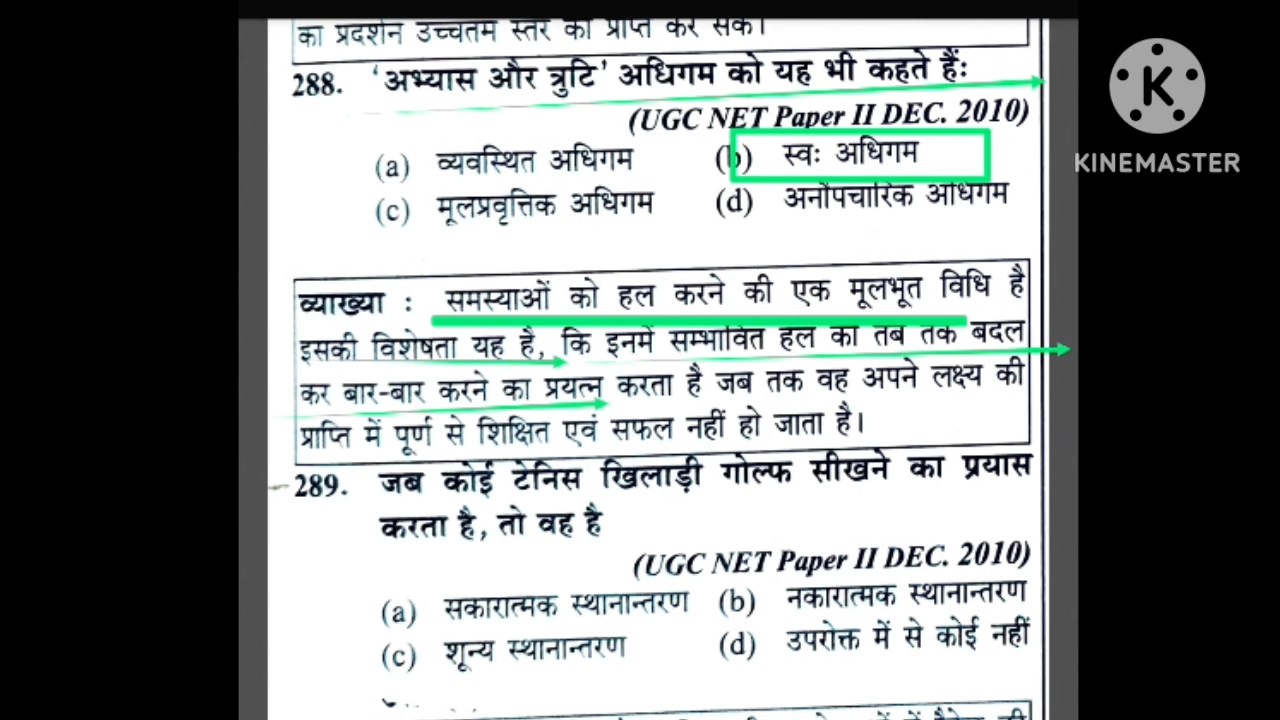 का प्रदर्शन उच्चतम स्तर को प्राप्त कर सके।
288. 'अभ्यास और त्रुटि' अधिगम को यह भी कहते हैं:
(UGC NET Paper II DEC. 2010)
(a) व्यवस्थित अधिगम (b) स्वः अधिगम
(c) मूलप्रवृत्तिक अधिगम (d) अनौपचारिक अधिगम
व्याख्या : समस्याओं को हल करने की एक मूलभूत विधि है
इसकी विशेषता यह है, कि इनमें सम्भावित हल का तब तक बदल
कर बार-बार करने का प्रयत्न करता है जब तक वह अपने लक्ष्य की
प्राप्ति में पूर्ण से शिक्षित एवं सफल नहीं हो जाता है।
289. जब कोई टेनिस खिलाड़ी गोल्फ सीखने का प्रयास
करता है, तो वह है
(UGC NET Paper II DEC. 2010)
(a) सकारात्मक स्थानान्तरण (b) नकारात्मक स्थानान्तरण
(c) शून्य स्थानान्तरण (d) उपरोक्त में से कोई नहीं
K
KINEMASTER